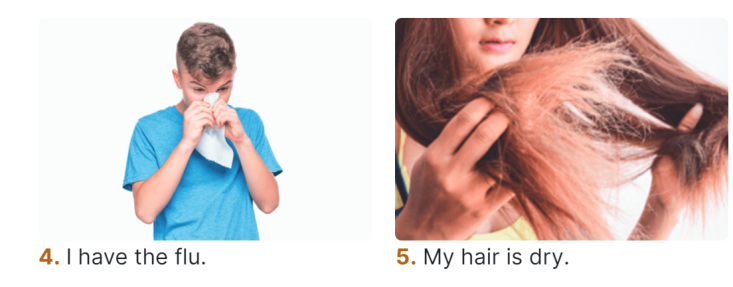 4. I have the flu.
5. My hair is dry.